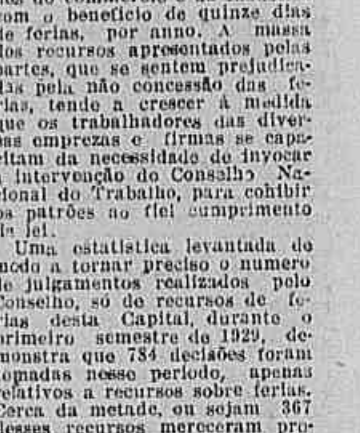 com o beneficio de quinze dias
de ferias, por anno. A massa
dos recursos apresentados pelas
partes, que se sentem prejudica-
das pela não concessão das fe-
rias, tende a crescer á medida
que os trabalhadores das diver-
sas emprezas e firmas se capa-
citam da necessidade de invocar
a intervenção do Conselho Na-
cional do Trabalho, para cohibir
os patrões ao fiel cumprimento
da lei.
Uma estatistica levantada de
modo a tornar preciso o numero
de julgamentos realizados pelo
Conselho, só de recursos de fe-
rias desta Capital, durante o
primeiro semestre de 1929, de-
monstra que 784 decisões foram
tomadas nesse periodo, apenas
relativos a recursos sobre ferias.
Cerca da metade, ou sejam 367
desses recursos mereceram pro-